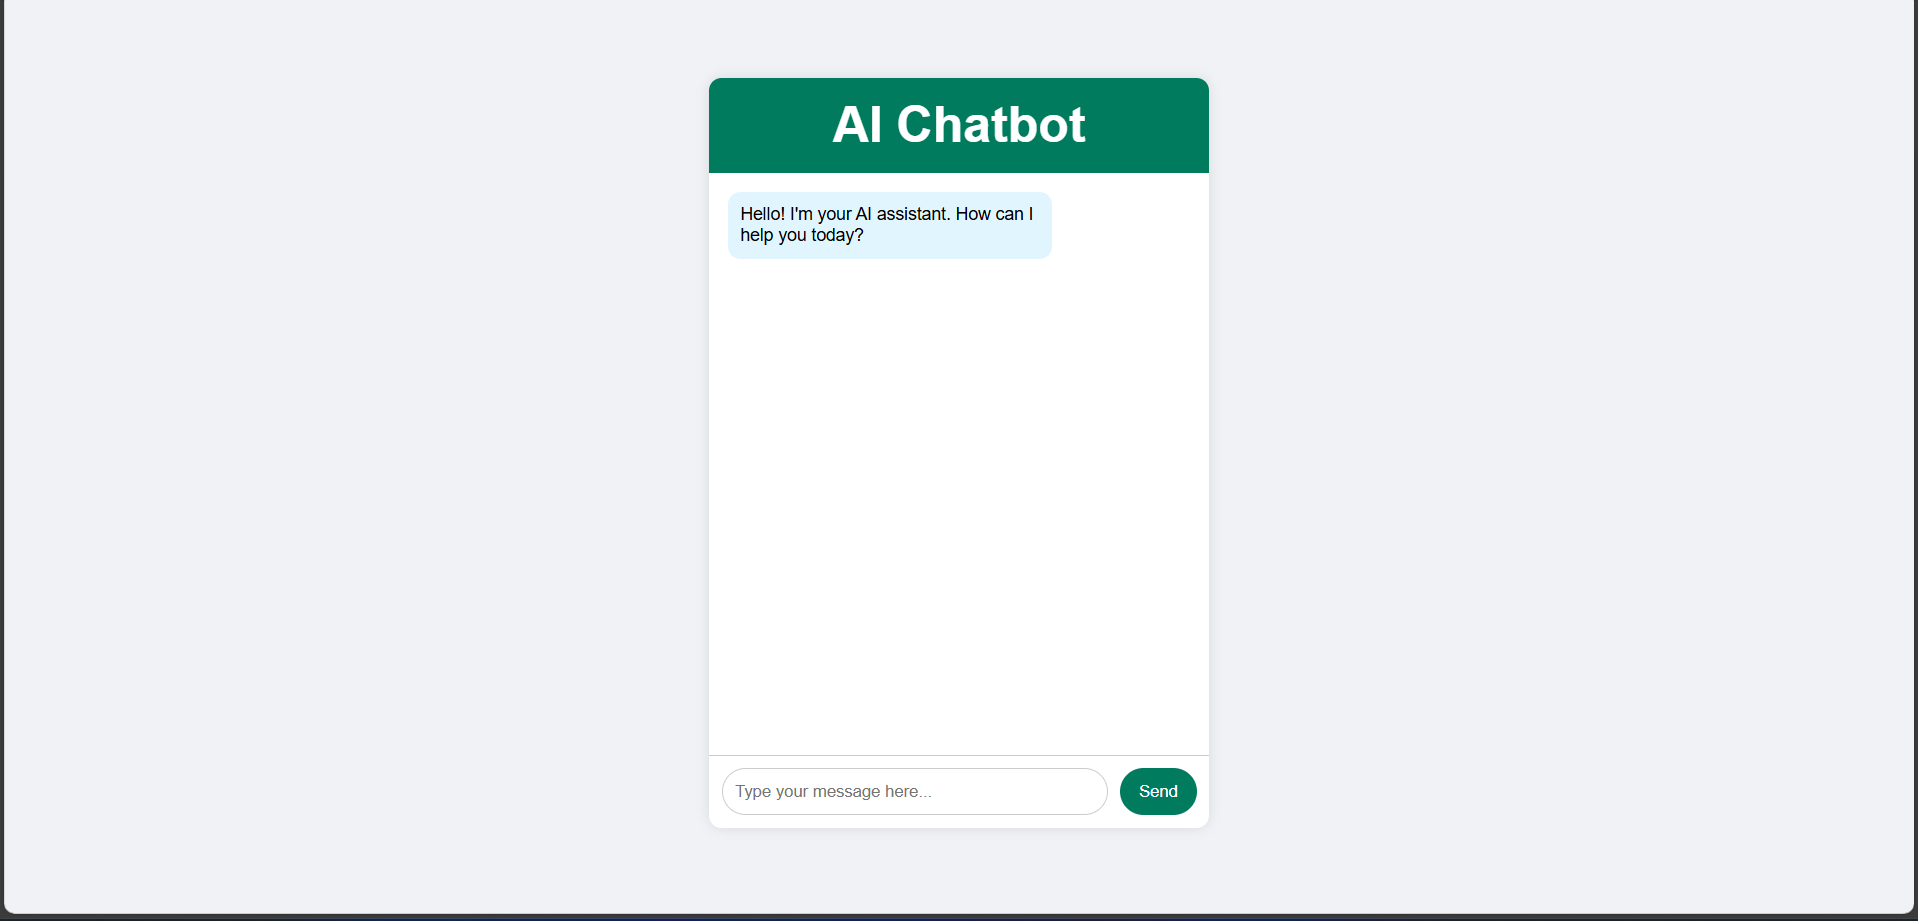 AI Chatbot
Hello! I'm your AI assistant. How can I
help you today?
Type your message here...
Send